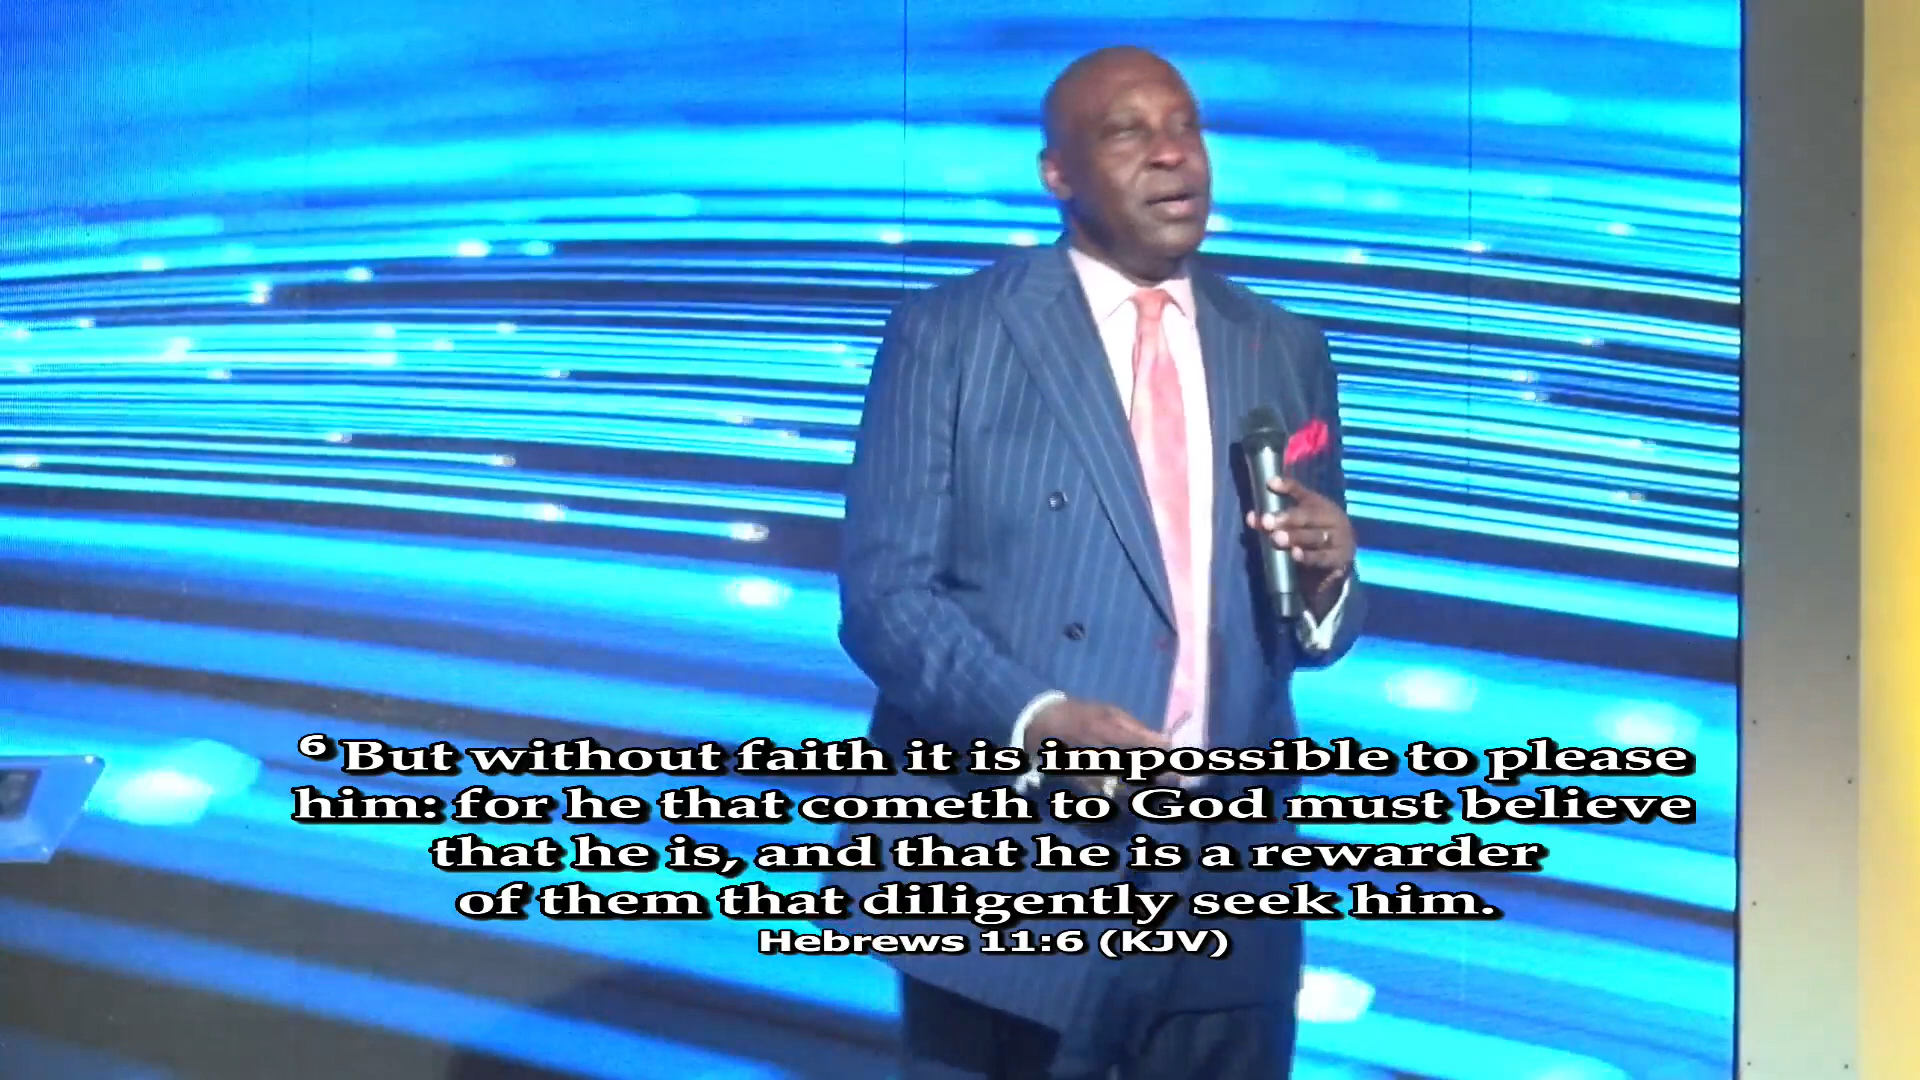 6 But without faith it is impossible to please
him: for he that cometh to God must believe
that he is, and that he is a rewarder
of them that diligently seek him.
Hebrews 11:6 (KJV)